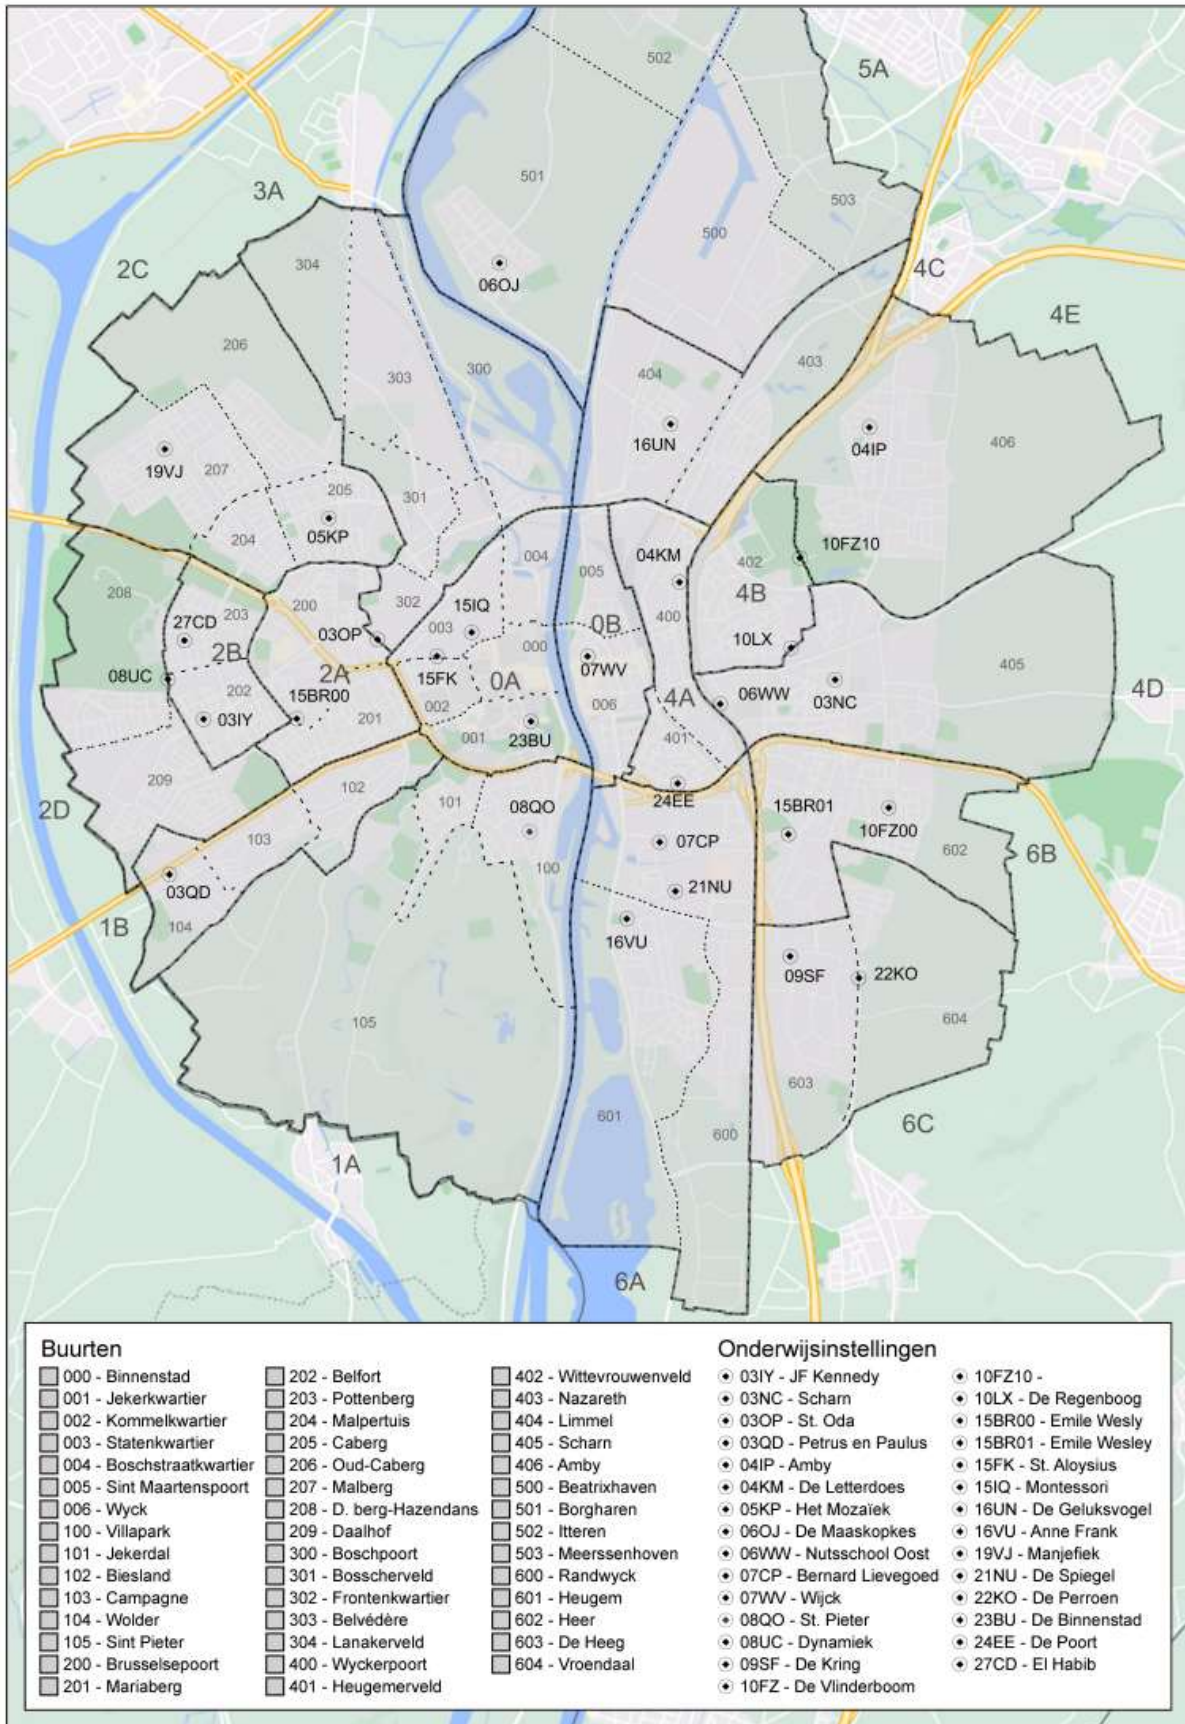 502
5A
3A
501
503
2C
304
500
4C
06OJ
4E
206
303
300
404
403
16UN
04IP
406
19VJ
207
205
301
204
05KP
004
04KM
10FZ10
005
402
208
4B
203
200
302
15IQ
400
27CD
03OP
003
0B
10LX
2B
000
405
2A
15FK
0A
07WV
08UC
202
15BR00
4A
06WW
03NC
4D
03IY
201
002
006
001
23BU
401
209
102
24EE
2D
101
08QO
15BR01
10FZ00
103
07CP
602
6B
03QD
100
21NU
1B
104
16VU
09SF
22KO
105
604
603
601
600
6C
1A
6A
Buurten
000 - Binnenstad
001 - Jekerkwartier
002 - Kommelkwartier
003 - Statenkwartier
004 - Boschstraatkwartier
005 - Sint Maartenspoort
006 - Wyck
100 - Villapark
101 - Jekerdal
102 - Biesland
103 - Campagne
104 - Wolder
105 - Sint Pieter
200 - Brusselsepoort
201 - Mariaberg
202 - Belfort
203 - Pottenberg
204 - Malpertuis
205 - Caberg
206 - Oud-Caberg
207 - Malberg
208 - D. berg-Hazendans
209 - Daalhof
300 - Boschpoort
301 - Bosscherveld
302 - Frontenkwartier
303 - Belvédère
304 - Lanakerveld
400 - Wyckerpoort
401 - Heugemerveld
402 - Wittevrouwenveld
403 - Nazareth
404 - Limmel
405 - Scharn
406 - Amby
500 - Beatrixhaven
501 - Borgharen
502 - Itteren
503 - Meerssenhoven
600 - Randwyck
601 - Heugem
602 - Heer
603 - De Heeg
604 - Vroendaal
Onderwijsinstellingen
03IY - JF Kennedy
03NC - Scharn
03OP - St. Oda
03QD - Petrus en Paulus
04IP - Amby
04KM - De Letterdoes
05KP - Het Mozaïek
06OJ - De Maaskopkes
06WW - Nutsschool Oost
07CP - Bernard Lievegoed
07WV - Wijck
08QO - St. Pieter
08UC - Dynamiek
09SF - De Kring
10FZ - De Vlinderboom
10FZ10 -
10LX - De Regenboog
15BR00 - Emile Wesly
15BR01 - Emile Wesley
15FK - St. Aloysius
15IQ - Montessori
16UN - De Geluksvogel
16VU - Anne Frank
19VJ - Manjefiek
21NU - De Spiegel
22KO - De Perroen
23BU - De Binnenstad
24EE - De Poort
27CD - El Habib